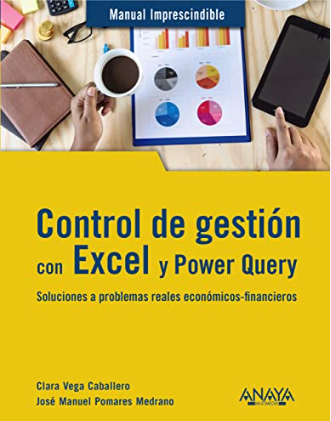 Manual Imprescindible
Control de gestión
con Excel y Power Query
Soluciones a problemas reales económicos-financieros
Clara Vega Caballero
José Manuel Pomares Medrano
ANAYA
MULTIMEDIA